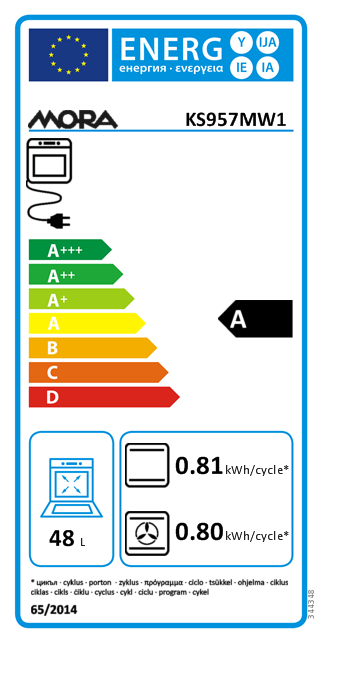 ENERG
енергия · ενεργεια
Y
IJA
IE
IA
MORA
KS957MW1
A+++
A++
A+
A
B
C
D
A
48 L
0.81 kWh/cycle*
0.80 kWh/cycle*
* цикъл · cyklus · porton · zyklus · πρόγραμμα · ciclo · tsükkel · ohjelma · ciklus
ciklas · cikls · ċiklu · cyclus · cykl · ciclu · program · cykel
65/2014
344348